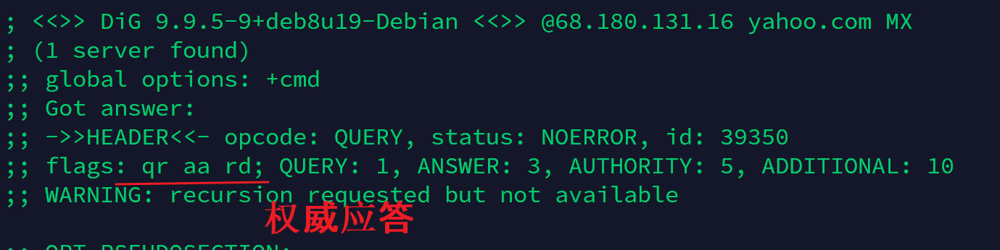 ; <<>> DiG 9.9.5-9+deb8u19-Debian <<>> @68.180.131.16 yahoo.com MX
; (1 server found)
;; global options: +cmd
;; Got answer:
;; ->>HEADER<<- opcode: QUERY, status: NOERROR, id: 39350
;; flags: qr aa rd; QUERY: 1, ANSWER: 3, AUTHORITY: 5, ADDITIONAL: 10
;; WARNING: recursion requested but not available
权威应答
;; OPT PSEUDOSECTION: